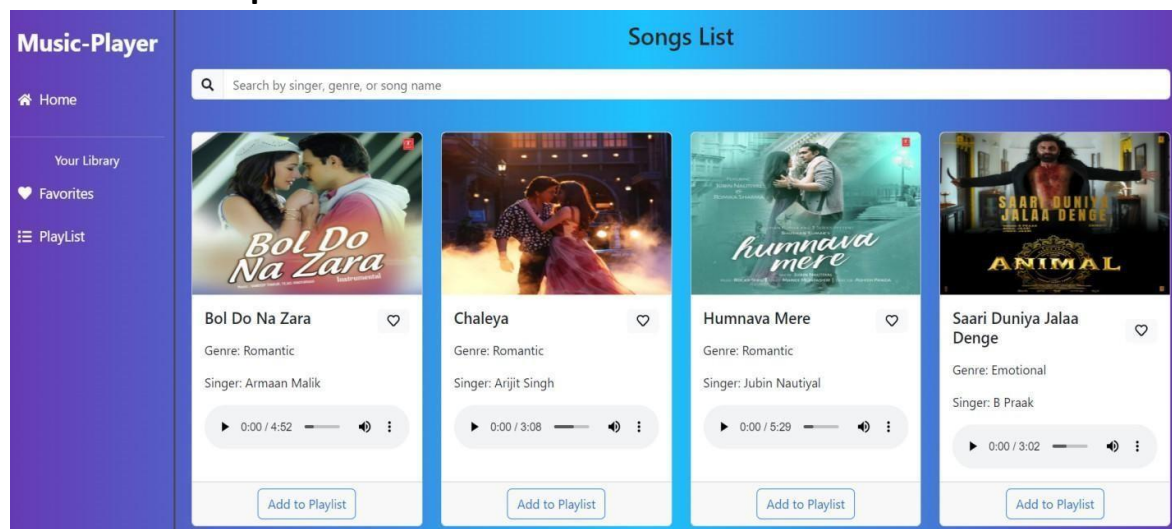 Music-Player
Home
Your Library
Favorites
PlayList
Songs List
Search by singer, genre, or song name
Bol Do
Na Zara
Instrumental
Bol Do Na Zara
Genre: Romantic
Singer: Armaan Malik
0:00 / 4:52
Add to Playlist
Chaleya
Genre: Romantic
Singer: Arijit Singh
0:00 / 3:08
Add to Playlist
humnava
mere
Humnava Mere
Genre: Romantic
Singer: Jubin Nautiyal
0:00 / 5:29
Add to Playlist
SAARI DUNIYA
JALAA DENGE
ANIMAL
Saari Duniya Jalaa
Denge
Genre: Emotional
Singer: B Praak
0:00 / 3:02
Add to Playlist